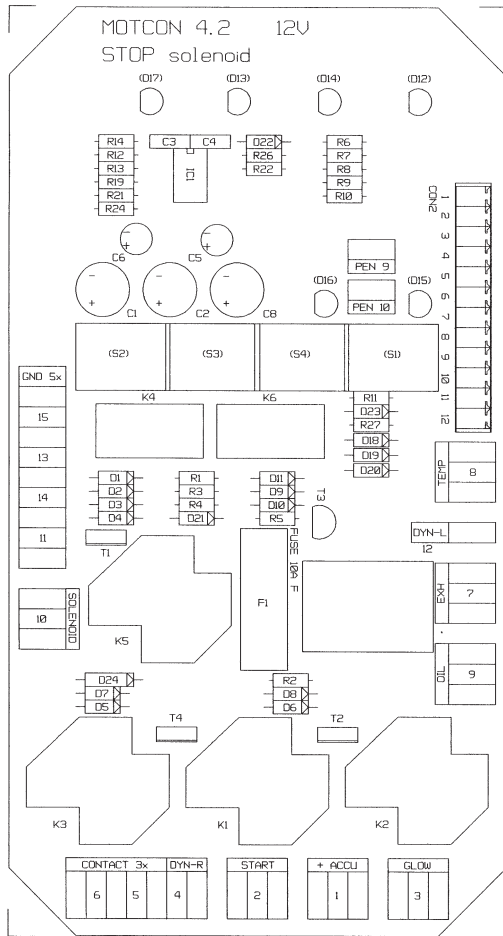 MOTCON 4.2 12V
STOP solenoid
(D17) (D13) (D14) (D12)
R14 C3 C4 D22 R6
R12 R26 R7
R13 IC1 R22 R8
R19 R9
R21 R10
R24
CON2
1
2
3
4
5
6
7
8
9
10
11
12
C6 C5
PEN 9
PEN 10
(D16) (D15)
C1 C2 C8
(S2) (S3) (S4) (S1)
GND 5x
15
13
14
11
K4 K6
R11
D23
R27
D18
D19
D20
TEMP 8
D1 R1 D11
D2 R3 D9
D3 R4 D10
D4 D21 R5
T3
T1
FUSE 10A F
F1
DYN-L
12
EXH 7
SOLENOID
10
K5
OIL 9
D24 R2
D7 D8
D5 D6
T4 T2
K3 K1 K2
CONTACT 3x DYN-R START + ACCU GLOW
6 5 4 2 1 3